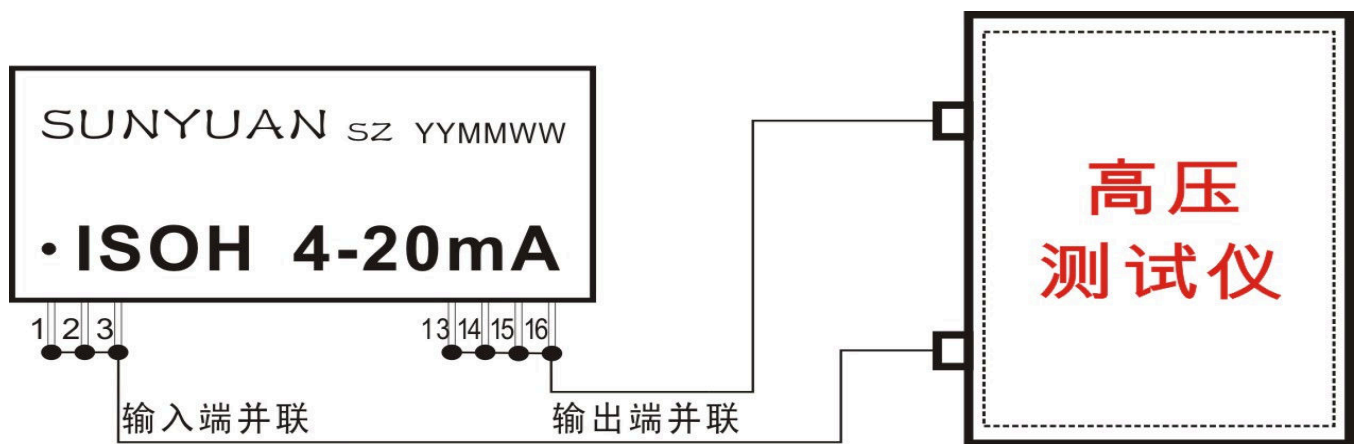 SUNYUAN SZ YYMMWW
·ISOH 4-20mA
1 2 3 13 14 15 16
输入端并联 输出端并联
高压
测试仪